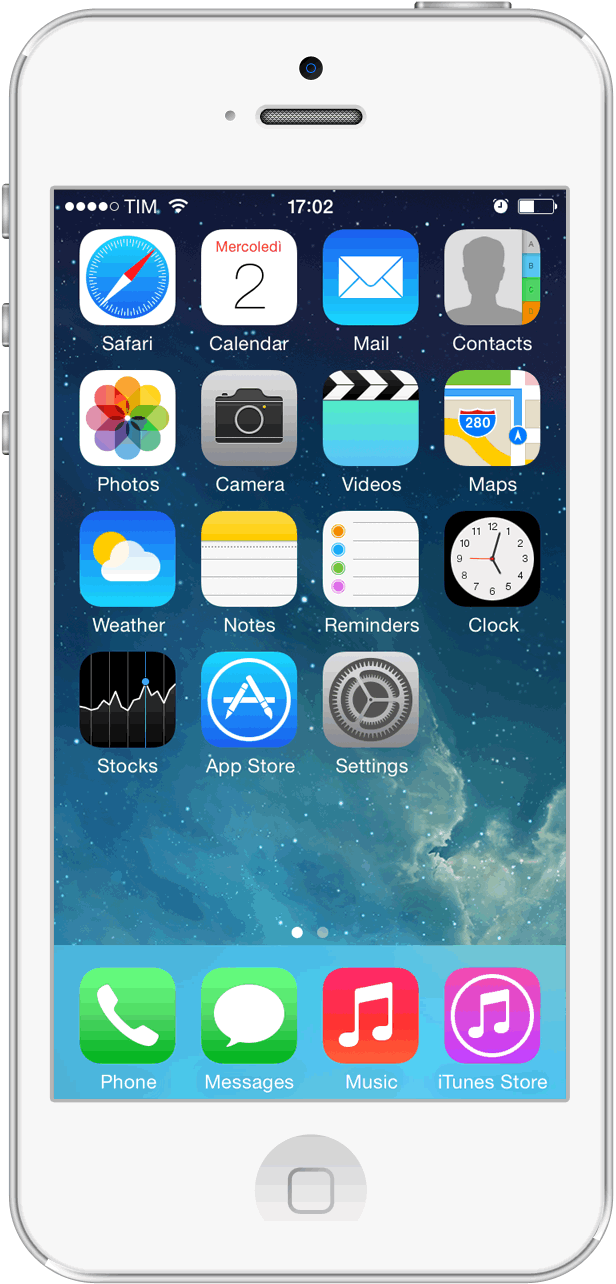 TIM 17:02
Mercoledì
2
A
B
C
Safari Calendar Mail Contacts
280
Photos Camera Videos Maps
12
11 1
10 2
9 3
8 4
7 5
6
Weather Notes Reminders Clock
Stocks App Store Settings
Phone Messages Music iTunes Store